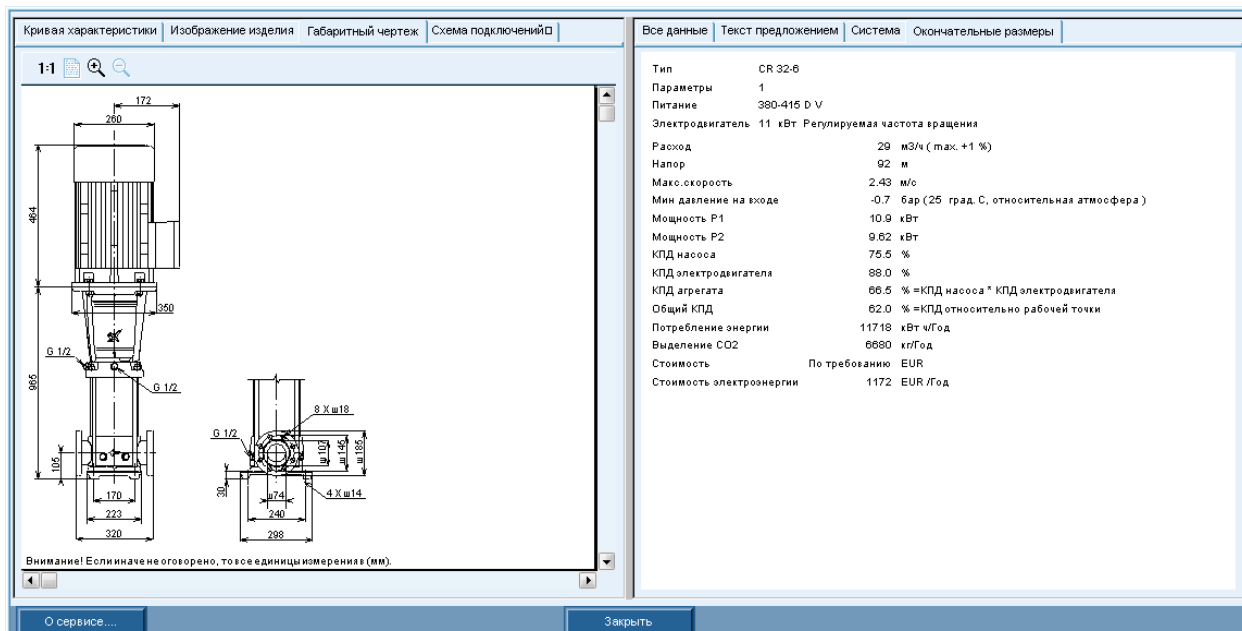 Кривая характеристики Изображение изделия Габаритный чертеж Схема подключений
1:1
172
260
464
350
G 1/2
965
G 1/2
8 X ш18
G 1/2
ш107
ш145
ш185
105
30
ш74
4 X ш14
170
240
223
298
320
Внимание! Если иначе не оговорено, то все единицы измерения в (мм).
Все данные Текст предложением Система Окончательные размеры
Тип CR 32-6
Параметры 1
Питание 380-415 D V
Электродвигатель 11 кВт Регулируемая частота вращения
Расход 29 м3/ч ( max. +1 %)
Напор 92 м
Макс.скорость 2.43 м/с
Мин давление на входе -0.7 бар ( 25 град. C, относительная атмосфера )
Мощность P1 10.9 кВт
Мощность P2 9.62 кВт
КПД насоса 75.5 %
КПД электродвигателя 88.0 %
КПД агрегата 66.5 % =КПД насоса * КПД электродвигателя
Общий КПД 62.0 % =КПД относительно рабочей точки
Потребление энергии 11718 кВт ч/Год
Выделение CO2 6680 кг/Год
Стоимость По требованию EUR
Стоимость электроэнергии 1172 EUR /Год
О сервисе.... Закрыть